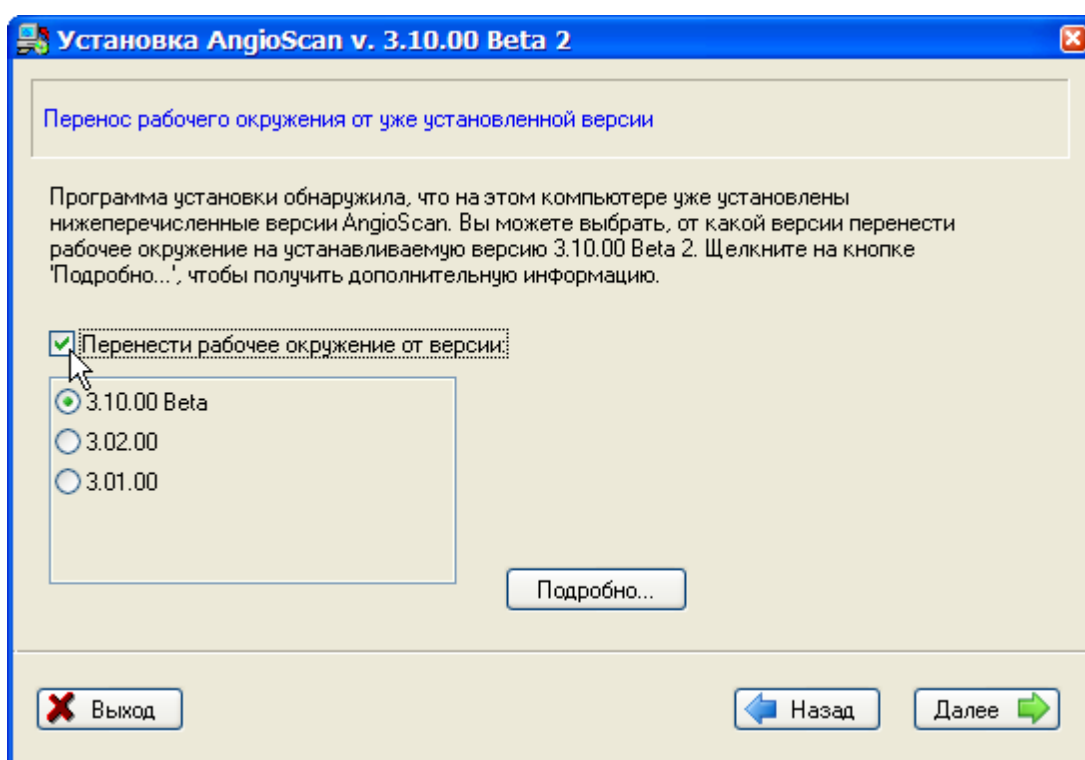 Установка AngioScan v. 3.10.00 Beta 2
Перенос рабочего окружения от уже установленной версии
Программа установки обнаружила, что на этом компьютере уже установлены
нижеперечисленные версии AngioScan. Вы можете выбрать, от какой версии перенести
рабочее окружение на устанавливаемую версию 3.10.00 Beta 2. Щелкните на кнопке
'Подробно...', чтобы получить дополнительную информацию.
Перенести рабочее окружение от версии:
3.10.00 Beta
3.02.00
3.01.00
Подробно...
Выход
Назад
Далее